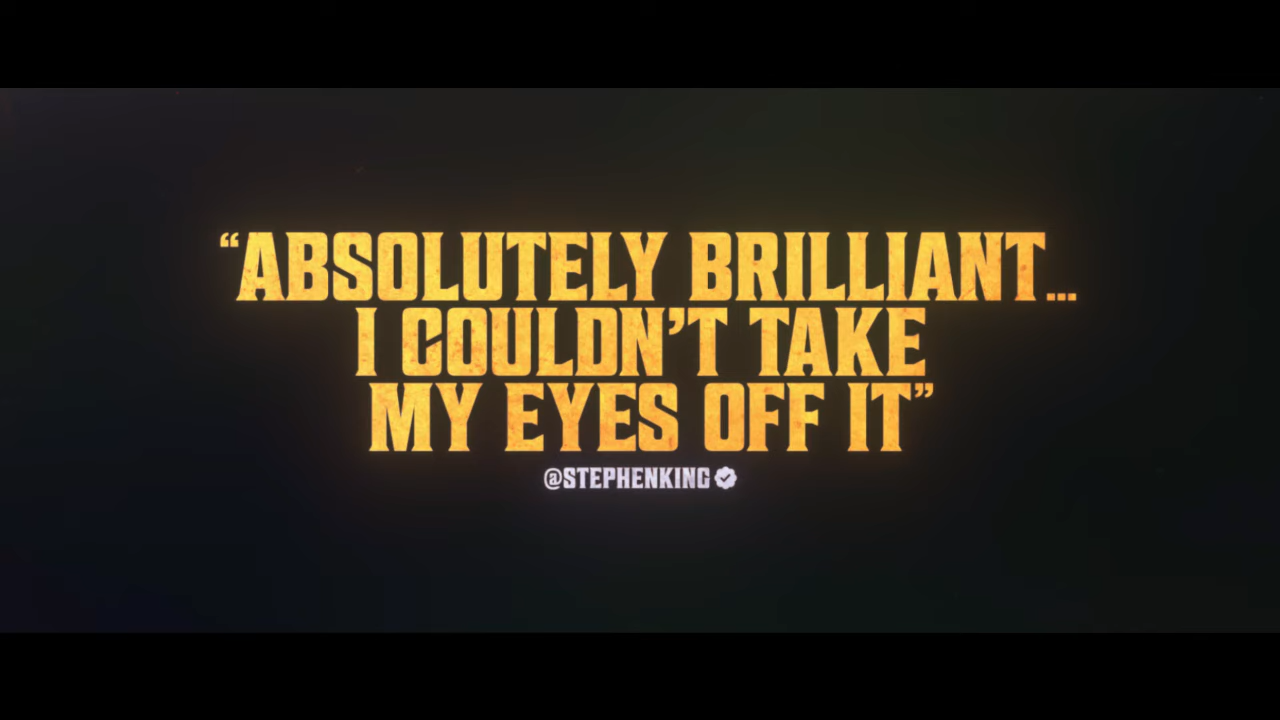 “ABSOLUTELY BRILLIANT...
I COULDN’T TAKE
MY EYES OFF IT”
@STEPHENKING